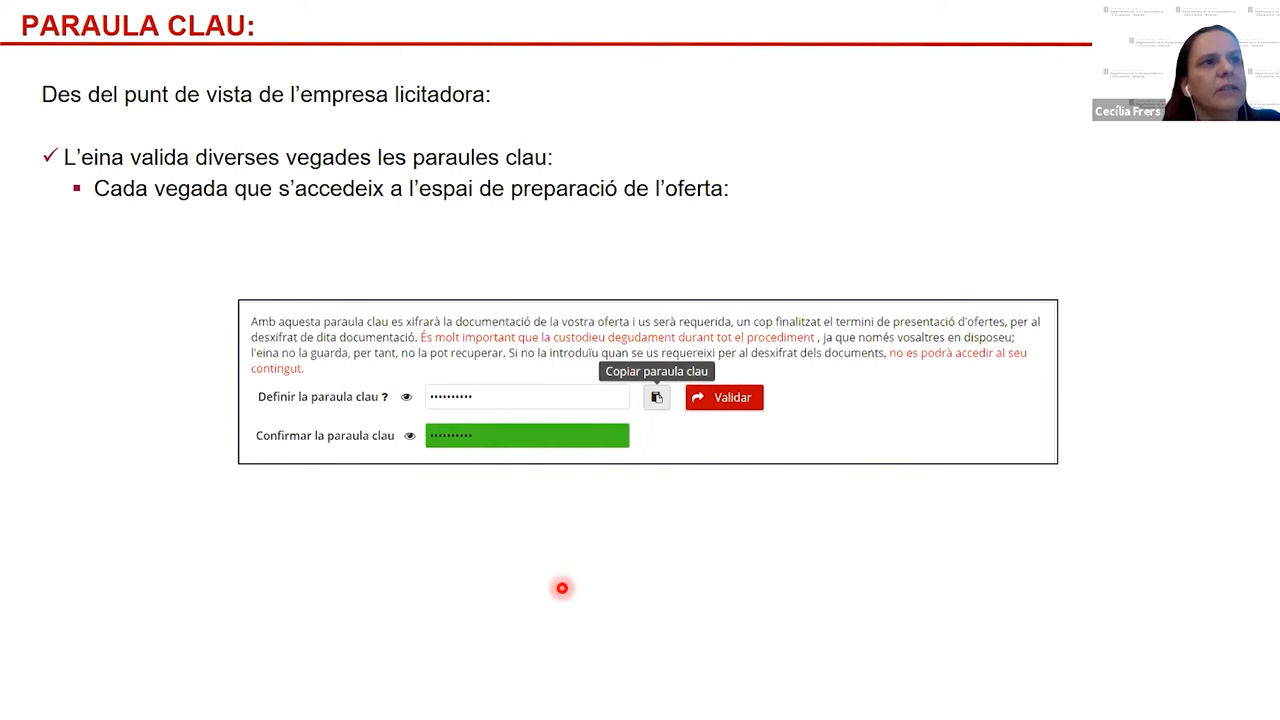 PARAULA CLAU:
Des del punt de vista de l’empresa licitadora:
✓ L’eina valida diverses vegades les paraules clau:
▪ Cada vegada que s’accedeix a l’espai de preparació de l’oferta:
Amb aquesta paraula clau es xifrarà la documentació de la vostra oferta i us serà requerida, un cop finalitzat el termini de presentació d'ofertes, per al
desxifrat de dita documentació. És molt important que la custodieu degudament durant tot el procediment , ja que només vosaltres en disposeu;
l'eina no la guarda, per tant, no la pot recuperar. Si no la introduïu quan se us requereixi per al desxifrat dels documents, no es podrà accedir al seu
contingut.
Copiar paraula clau
Definir la paraula clau ?
Validar
Confirmar la paraula clau
Cecília Frers